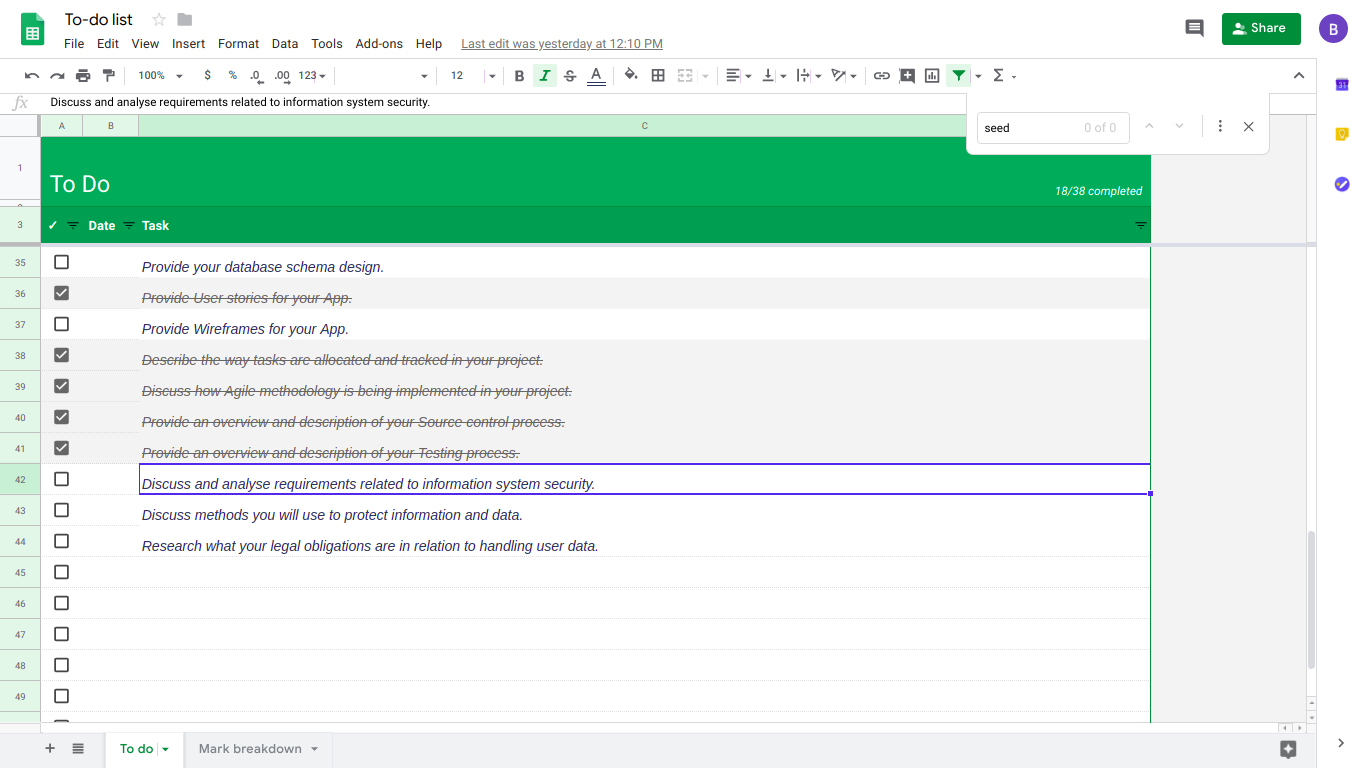 To-do list
File Edit View Insert Format Data Tools Add-ons Help Last edit was yesterday at 12:10 PM
Share
B
100% $ % .0 .00 123 12 B I S A
fx Discuss and analyse requirements related to information system security.
seed 0 of 0
31
A B C
1 To Do 18/38 completed
3 ✓ Date Task
35 Provide your database schema design.
36 Provide User stories for your App.
37 Provide Wireframes for your App.
38 Describe the way tasks are allocated and tracked in your project.
39 Discuss how Agile methodology is being implemented in your project.
40 Provide an overview and description of your Source control process.
41 Provide an overview and description of your Testing process.
42 Discuss and analyse requirements related to information system security.
43 Discuss methods you will use to protect information and data.
44 Research what your legal obligations are in relation to handling user data.
45
46
47
48
49
To do Mark breakdown